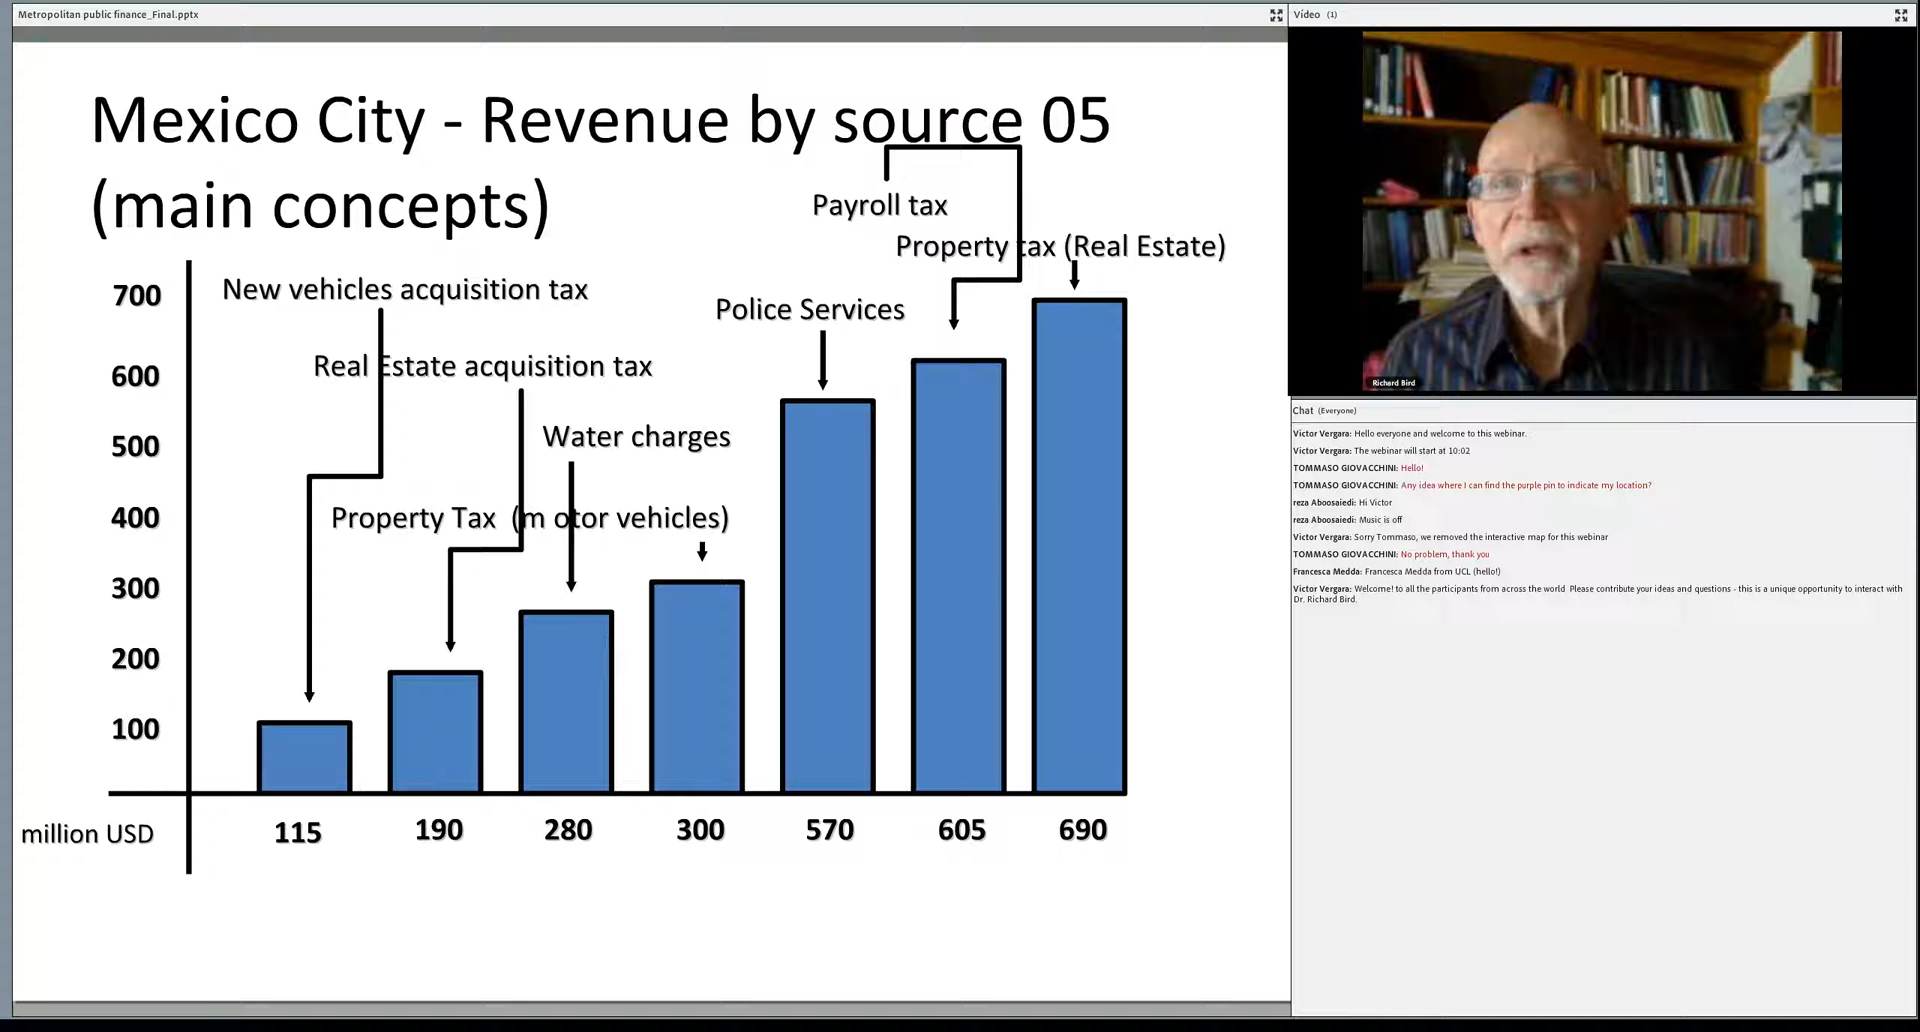 Metropolitan public finance_Final.pptx
Mexico City - Revenue by source 05
(main concepts)
Payroll tax
Property tax (Real Estate)
New vehicles acquisition tax
Police Services
Real Estate acquisition tax
Water charges
Property Tax (m otor vehicles)
700
600
500
400
300
200
100
million USD
115
190
280
300
570
605
690
Vídeo (1)
Richard Bird
Chat (Everyone)
Victor Vergara: Hello everyone and welcome to this webinar.
Victor Vergara: The webinar will start at 10:02
TOMMASO GIOVACCHINI: Hello!
TOMMASO GIOVACCHINI: Any idea where I can find the purple pin to indicate my location?
reza Aboosaiedi: Hi Victor
reza Aboosaiedi: Music is off
Victor Vergara: Sorry Tommaso, we removed the interactive map for this webinar
TOMMASO GIOVACCHINI: No problem, thank you
Francesca Medda: Francesca Medda from UCL (hello!)
Victor Vergara: Welcome! to all the participants from across the world  Please contribute your ideas and questions - this is a unique opportunity to interact with
Dr. Richard Bird.